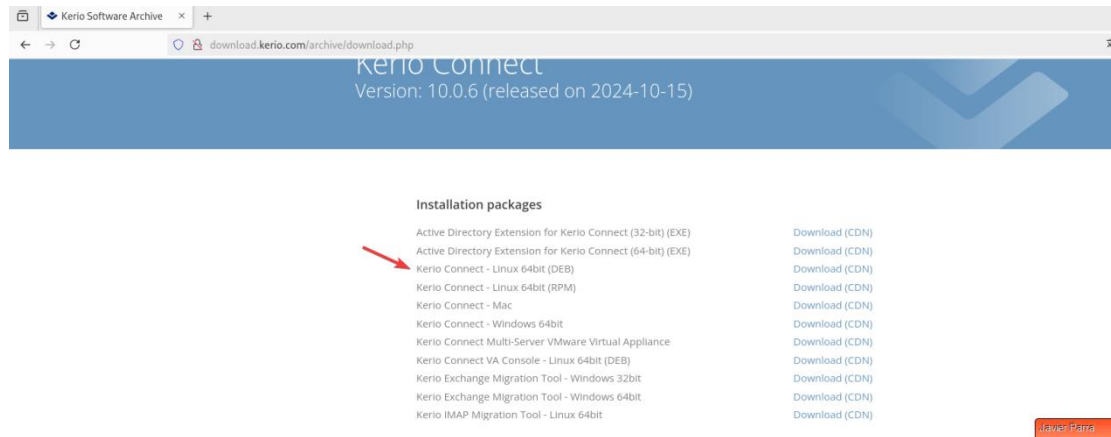 Kerio Software Archive
download.kerio.com/archive/download.php
Kerio Connect
Version: 10.0.6 (released on 2024-10-15)
Installation packages
Active Directory Extension for Kerio Connect (32-bit) (EXE) Download (CDN)
Active Directory Extension for Kerio Connect (64-bit) (EXE) Download (CDN)
Kerio Connect - Linux 64bit (DEB) Download (CDN)
Kerio Connect - Linux 64bit (RPM) Download (CDN)
Kerio Connect - Mac Download (CDN)
Kerio Connect - Windows 64bit Download (CDN)
Kerio Connect Multi-Server VMware Virtual Appliance Download (CDN)
Kerio Connect VA Console - Linux 64bit (DEB) Download (CDN)
Kerio Exchange Migration Tool - Windows 32bit Download (CDN)
Kerio Exchange Migration Tool - Windows 64bit Download (CDN)
Kerio IMAP Migration Tool - Linux 64bit Download (CDN)
Javier Parra